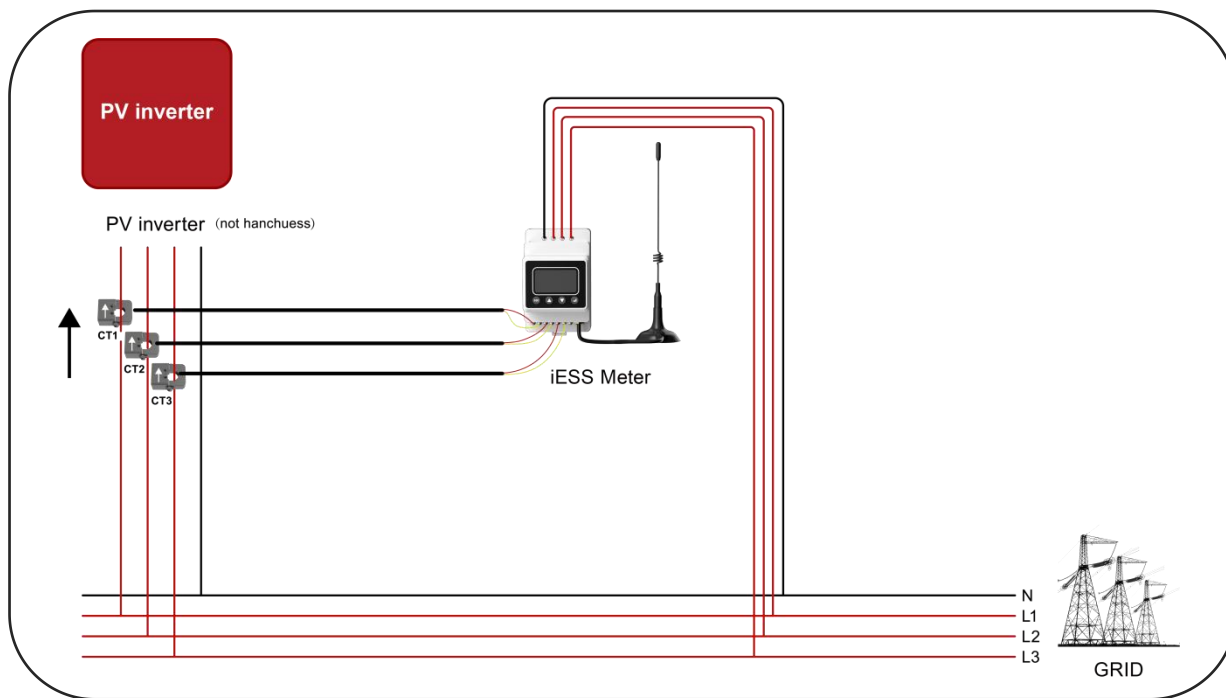 PV inverter
PV inverter (not hanchuess)
CT1
CT2
CT3
iESS Meter
N
L1
L2
L3
GRID